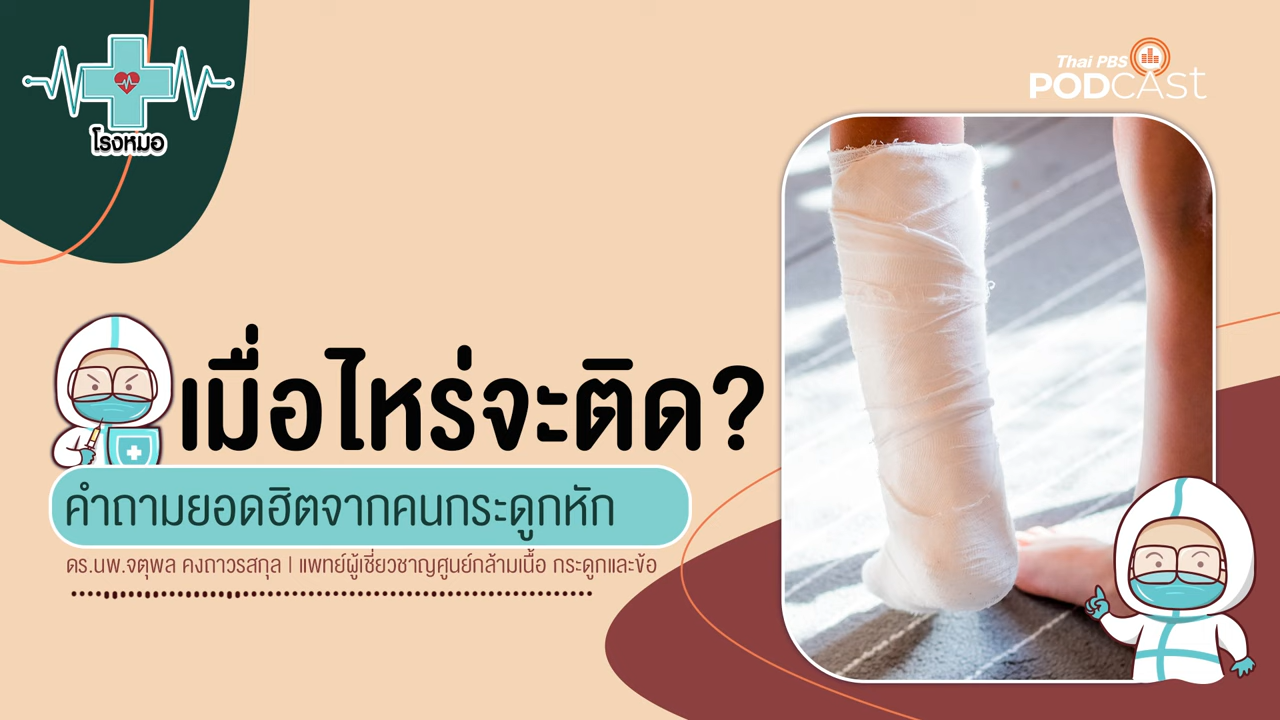 โรงหมอ
Thai PBS
PODCAST
เมื่อไหร่จะติด?
คำถามยอดฮิตจากคนกระดูกหัก
ดร.นพ.จตุพล คงถาวรสกุล | แพทย์ผู้เชี่ยวชาญศูนย์กล้ามเนื้อ กระดูกและข้อ